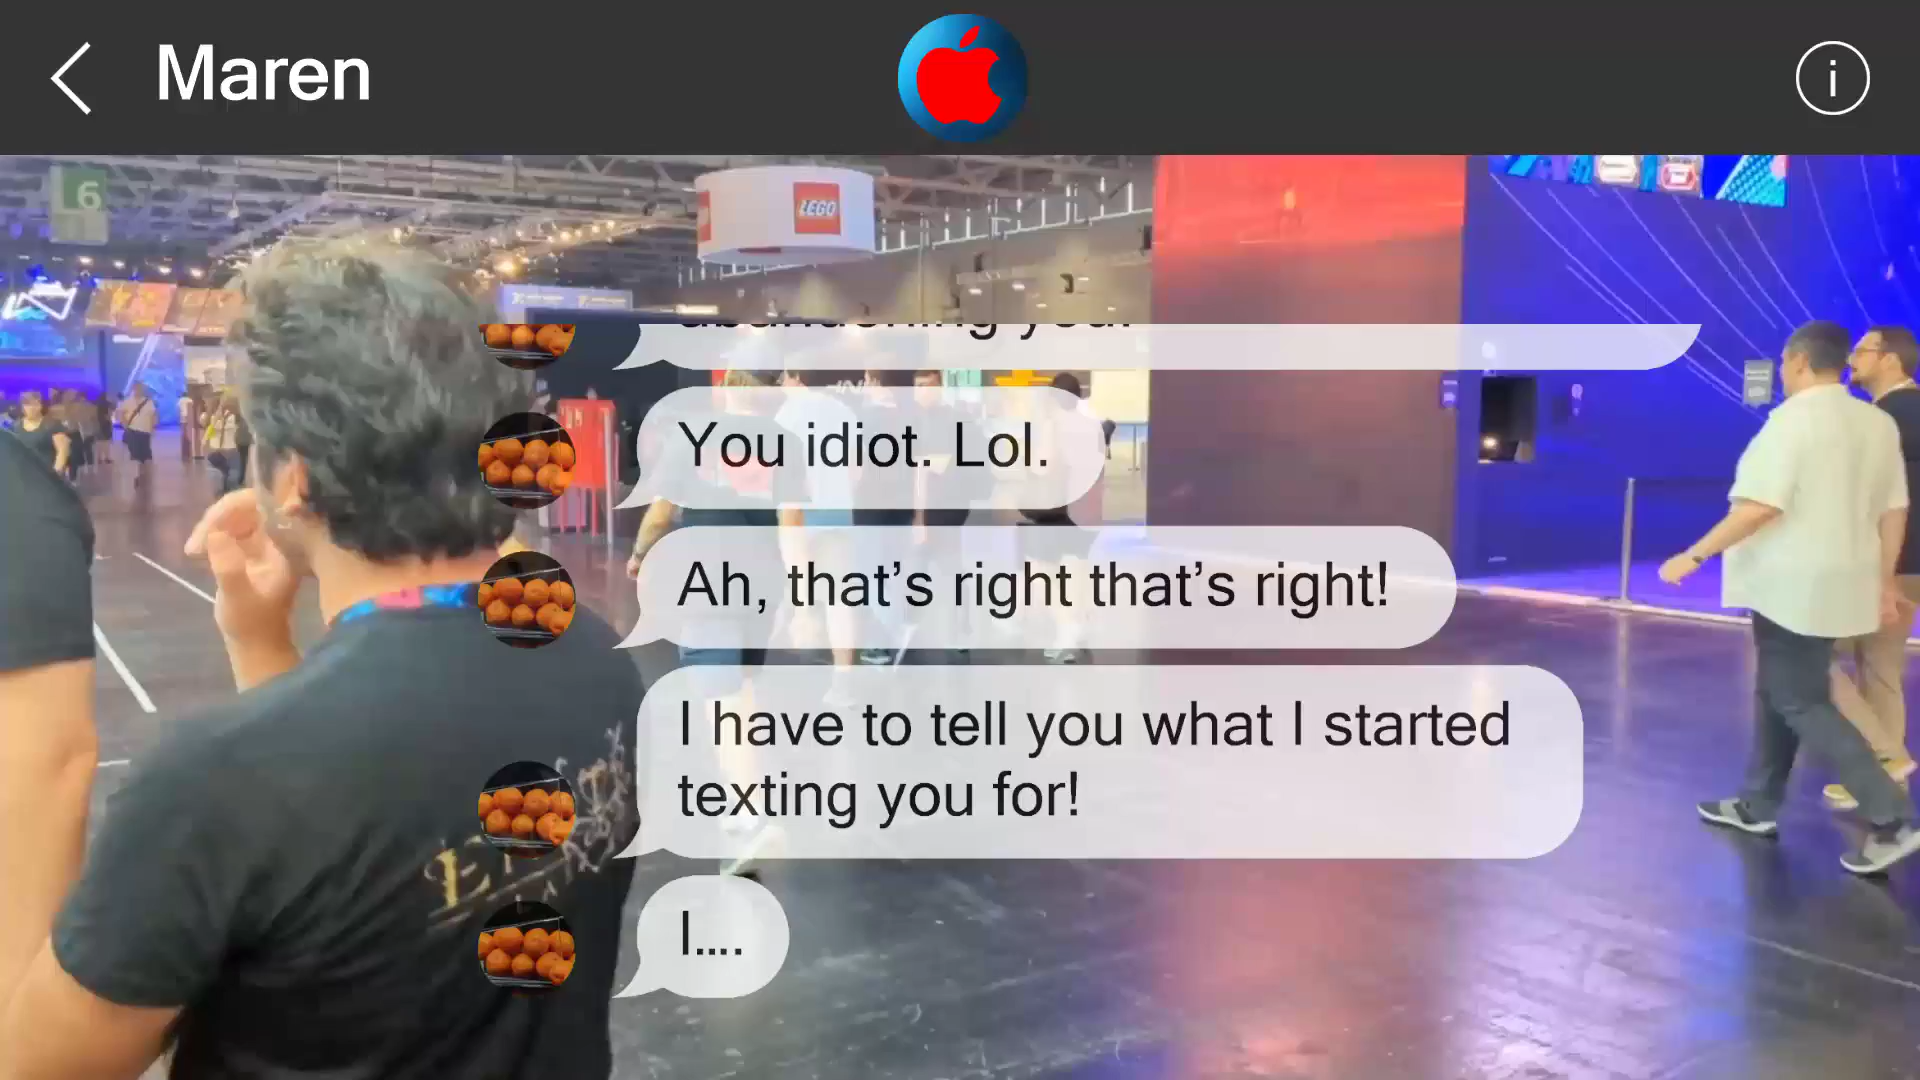 Maren
i
6
LEGO
You idiot. Lol.
Ah, that’s right that’s right!
I have to tell you what I started
texting you for!
I....